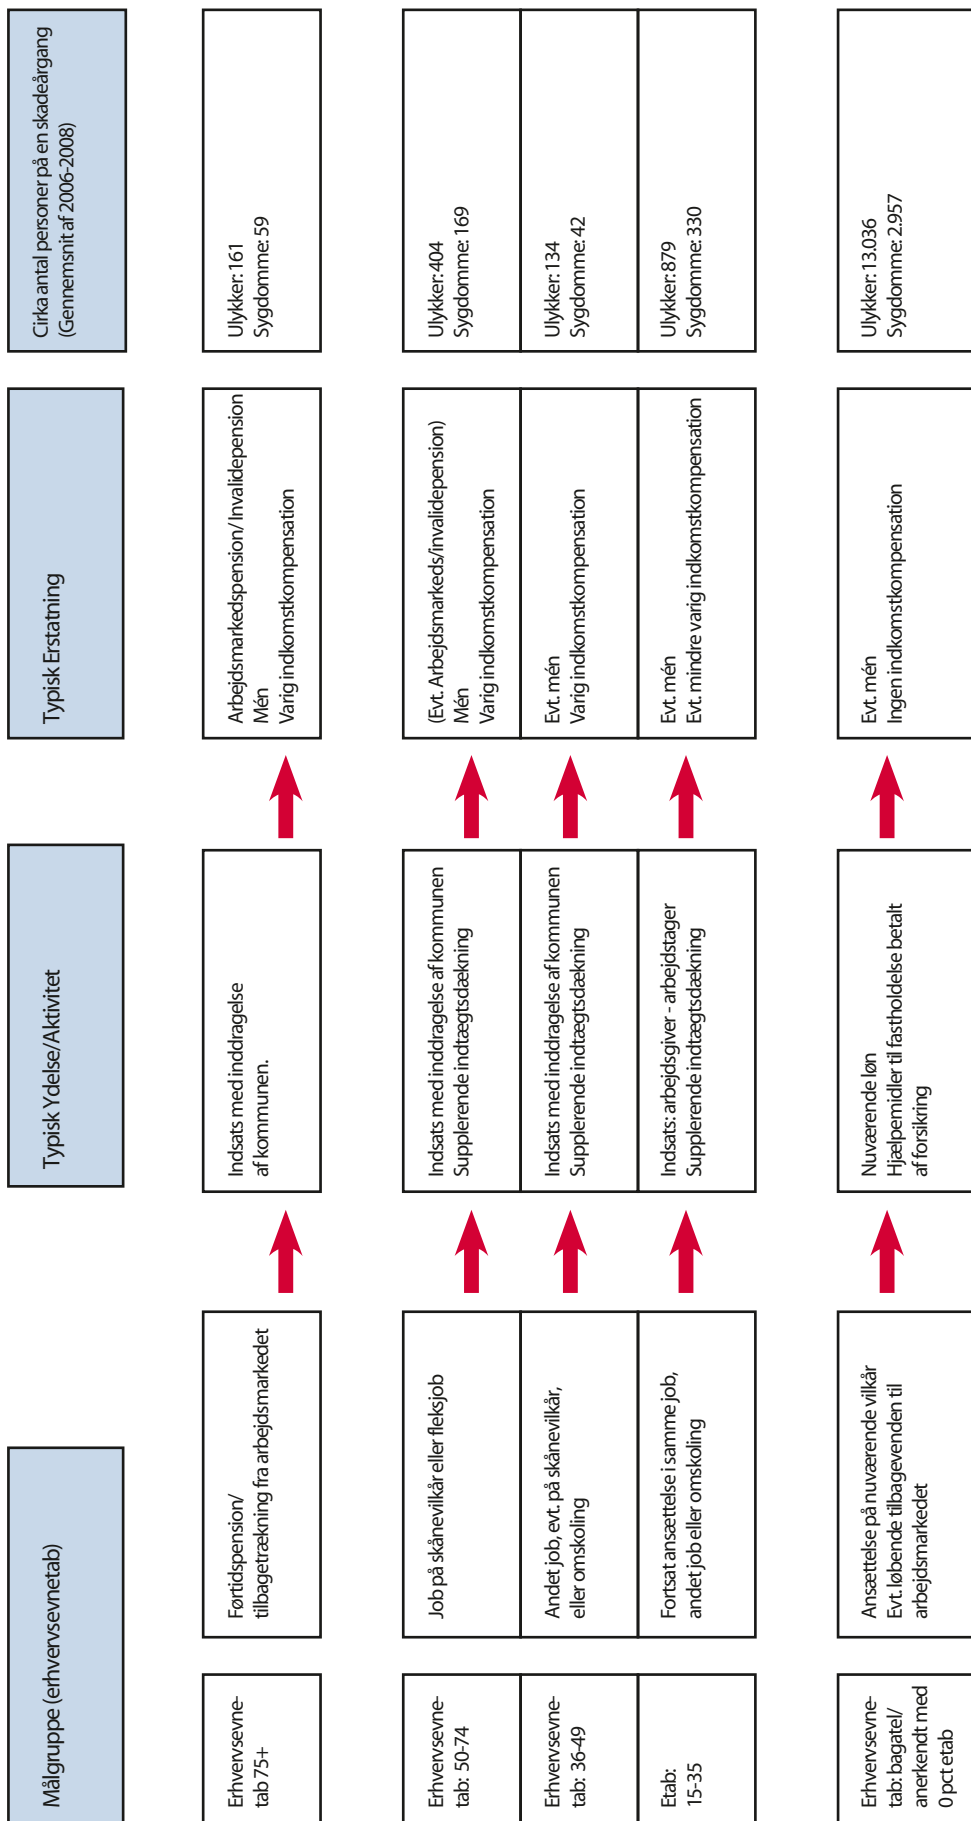 Målgruppe (erhvervsevnetab)
Typisk Ydelse/Aktivitet
Typisk Erstatning
Cirka antal personer på en skadeårgang
(Gennemsnit af 2006-2008)
Erhvervsevne-
tab 75+
Førtidspension/
tilbagetrækning fra arbejdsmarkedet
Indsats med inddragelse
af kommunen.
Arbejdsmarkedspension/ Invalidepension
Mén
Varig indkomstkompensation
Ulykker: 161
Sygdomme: 59
Erhvervsevne-
tab: 50-74
Job på skånevilkår eller fleksjob
Indsats med inddragelse af kommunen
Supplerende indtægtsdækning
(Evt. Arbejdsmarkeds/invalidepension)
Mén
Varig indkomstkompensation
Ulykker: 404
Sygdomme: 169
Erhvervsevne-
tab: 36-49
Andet job, evt. på skånevilkår,
eller omskoling
Indsats med inddragelse af kommunen
Supplerende indtægtsdækning
Evt. mén
Varig indkomstkompensation
Ulykker: 134
Sygdomme: 42
Etab:
15-35
Fortsat ansættelse i samme job,
andet job eller omskoling
Indsats: arbejdsgiver - arbejdstager
Supplerende indtægtsdækning
Evt. mén
Evt. mindre varig indkomstkompensation
Ulykker: 879
Sygdomme: 330
Erhvervsevne-
tab: bagatel/
anerkendt med
0 pct etab
Ansættelse på nuværende vilkår
Evt. løbende tilbagevenden til
arbejdsmarkedet
Nuværende løn
Hjælpemidler til fastholdelse betalt
af forsikring
Evt. mén
Ingen indkomstkompensation
Ulykker: 13.036
Sygdomme: 2.957